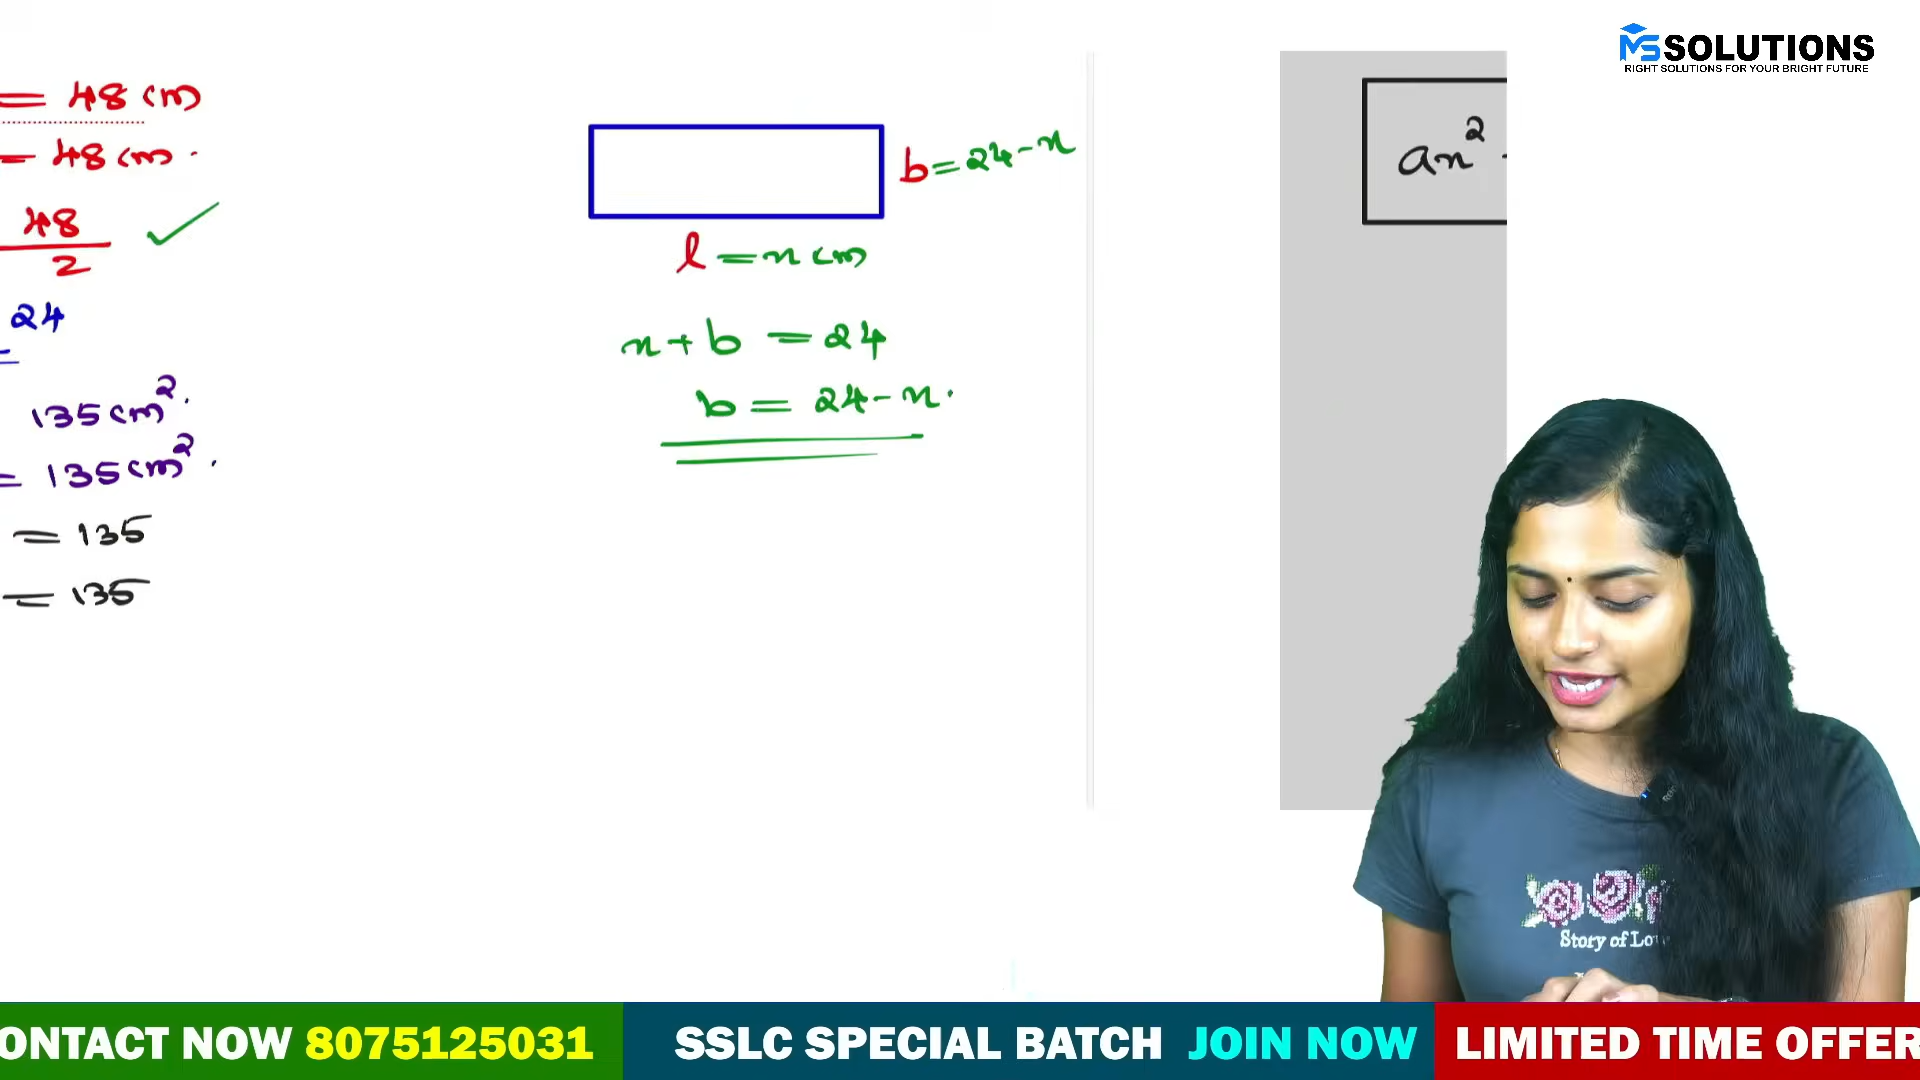 = 48 cm
= 48 cm.
48
2
24
=
135 cm².
= 135 cm².
= 135
= 135
b = 24 - x
l = x cm
x + b = 24
b = 24 - x.
ax²
MS SOLUTIONS
RIGHT SOLUTIONS FOR YOUR BRIGHT FUTURE
Story of Lo
ONTACT NOW 8075125031
SSLC SPECIAL BATCH JOIN NOW
LIMITED TIME OFFER